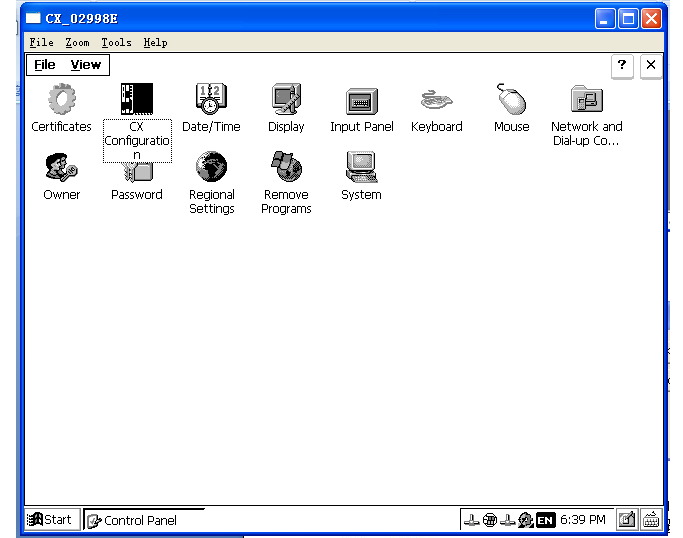 CX_02998E
File Zoom Tools Help
File View ? ×
Certificates
CX
Configuratio
n
Date/Time
Display
Input Panel
Keyboard
Mouse
Network and
Dial-up Co...
Owner
Password
Regional
Settings
Remove
Programs
System
Start Control Panel EN 6:39 PM